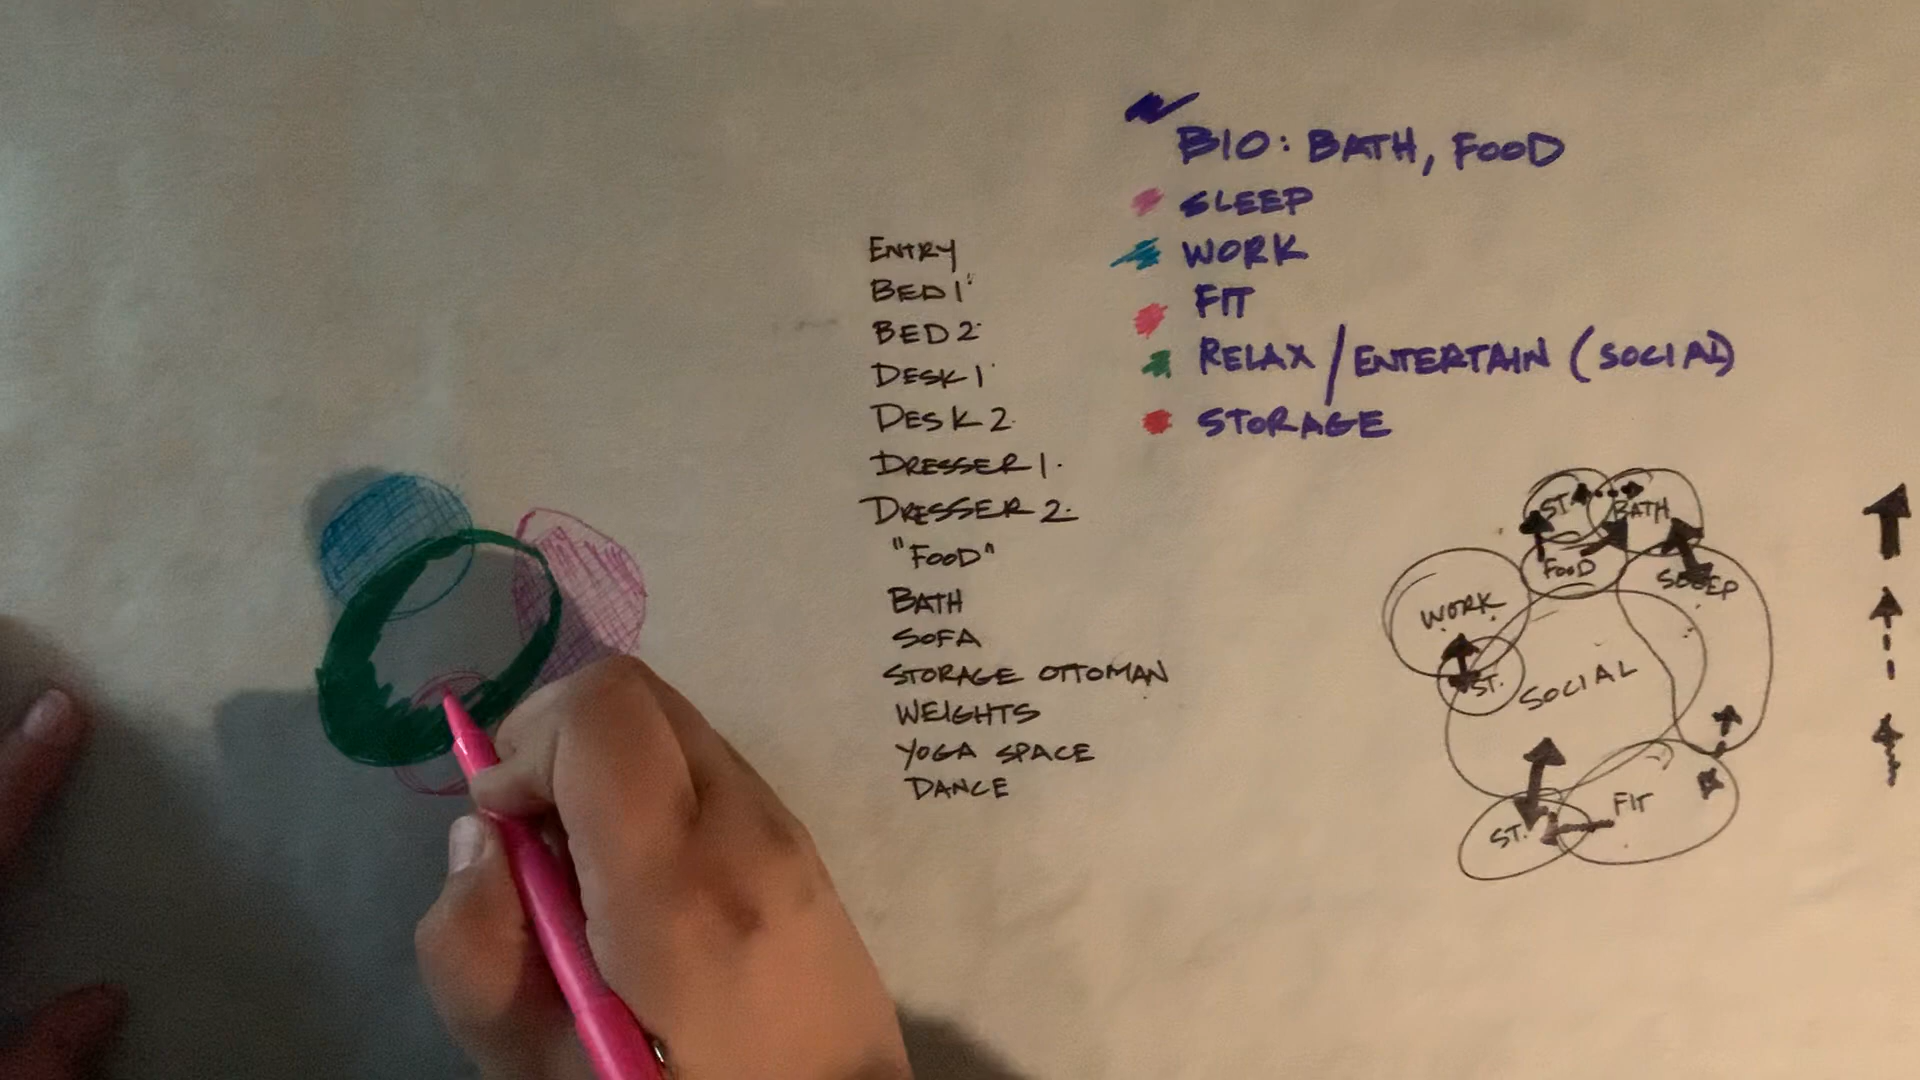 BIO: BATH, FOOD
SLEEP
WORK
FIT
RELAX / ENTERTAIN (SOCIAL)
STORAGE
ENTRY
BED 1
BED 2
DESK 1
DESK 2
DRESSER 1
DRESSER 2
"FOOD"
BATH
SOFA
STORAGE OTTOMAN
WEIGHTS
YOGA SPACE
DANCE
ST.
BATH
FOOD
SLEEP
WORK
ST.
SOCIAL
FIT
ST.